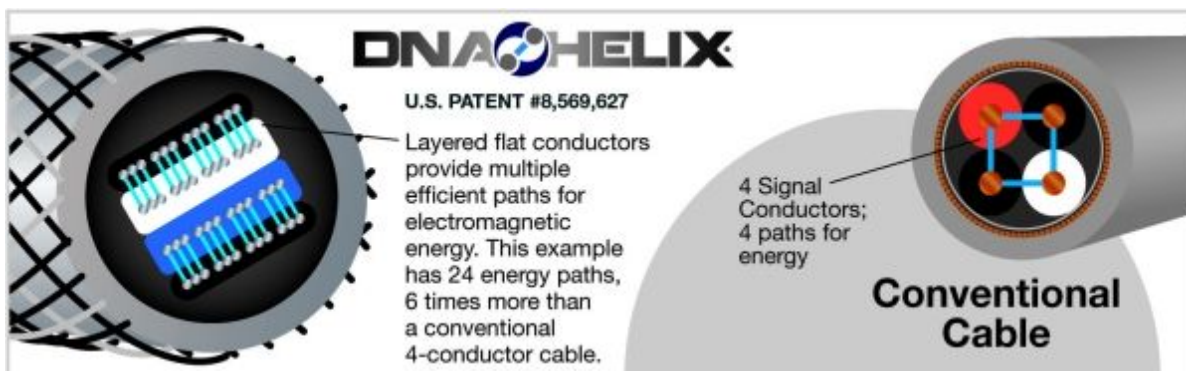 DNA HELIX
U.S. PATENT #8,569,627
Layered flat conductors
provide multiple
efficient paths for
electromagnetic
energy. This example
has 24 energy paths,
6 times more than
a conventional
4-conductor cable.
4 Signal
Conductors;
4 paths for
energy
Conventional
Cable